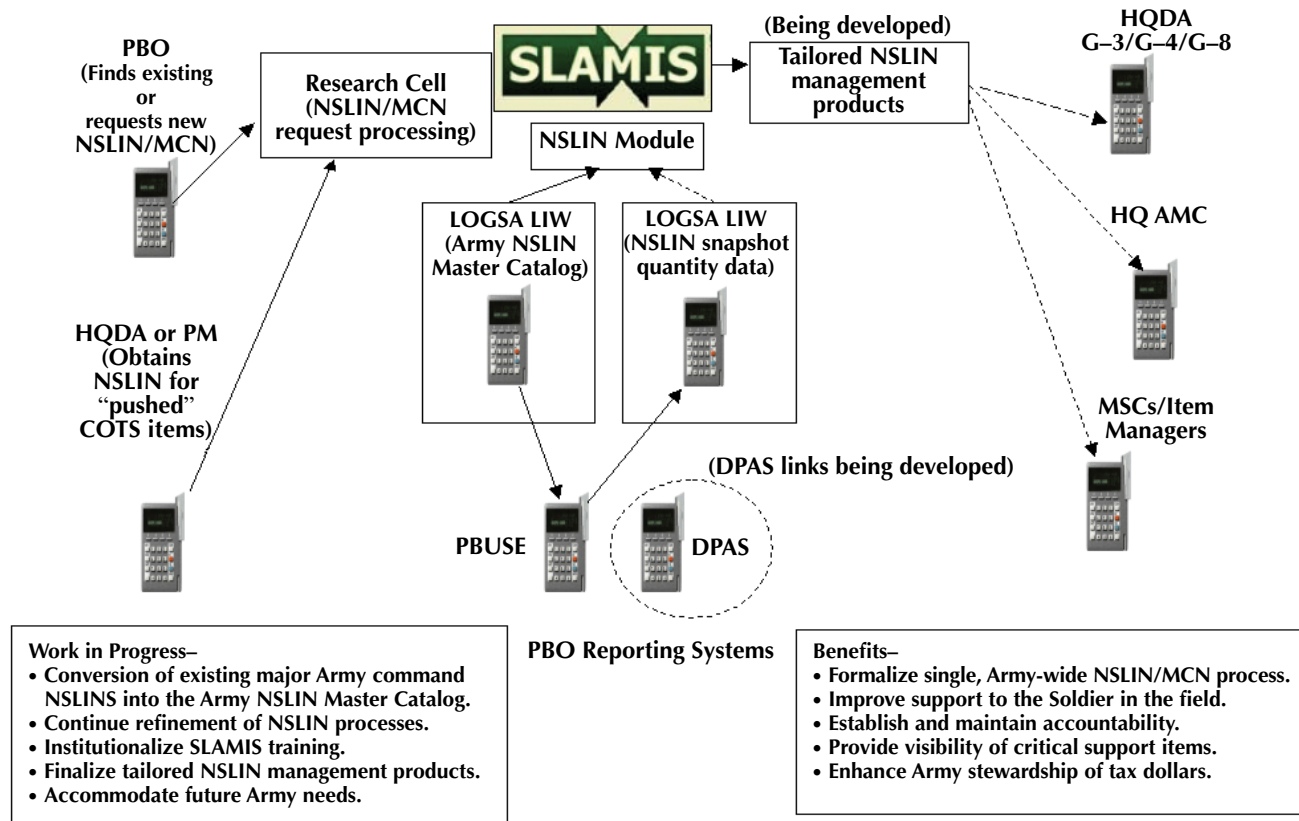 PBO
(Finds existing
or
requests new
NSLIN/MCN)
Research Cell
(NSLIN/MCN
request processing)
SLAMIS
NSLIN Module
(Being developed)
Tailored NSLIN
management
products
HQDA
G–3/G–4/G–8
LOGSA LIW
(Army NSLIN
Master Catalog)
LOGSA LIW
(NSLIN snapshot
quantity data)
HQ AMC
HQDA or PM
(Obtains
NSLIN for
“pushed”
COTS items)
MSCs/Item
Managers
(DPAS links being developed)
PBUSE
DPAS
PBO Reporting Systems
Work in Progress–
• Conversion of existing major Army command
NSLINS into the Army NSLIN Master Catalog.
• Continue refinement of NSLIN processes.
• Institutionalize SLAMIS training.
• Finalize tailored NSLIN management products.
• Accommodate future Army needs.
Benefits–
• Formalize single, Army-wide NSLIN/MCN process.
• Improve support to the Soldier in the field.
• Establish and maintain accountability.
• Provide visibility of critical support items.
• Enhance Army stewardship of tax dollars.